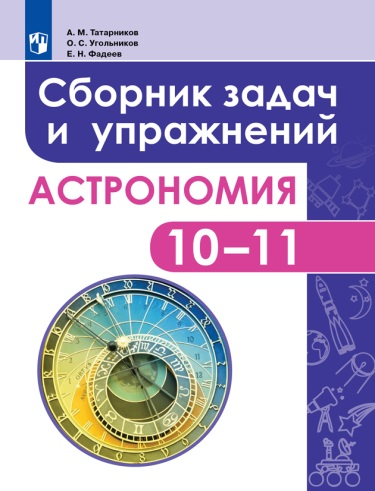 А. М. Татарников
О. С. Угольников
Е. Н. Фадеев
Сборник задач
и упражнений
АСТРОНОМИЯ
10–11